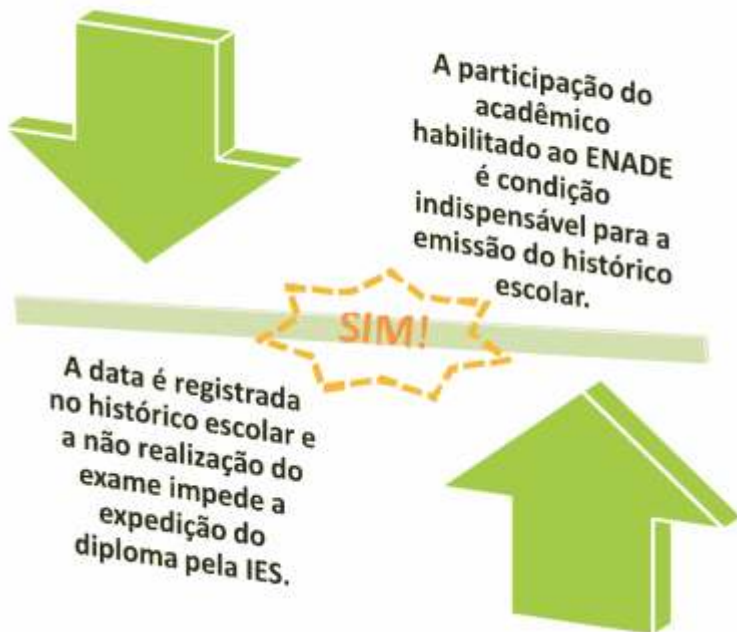 A participação do
acadêmico
habilitado ao ENADE
é condição
indispensável para a
emissão do histórico
escolar.
SIM!
A data é registrada
no histórico escolar e
a não realização do
exame impede a
expedição do
diploma pela IES.